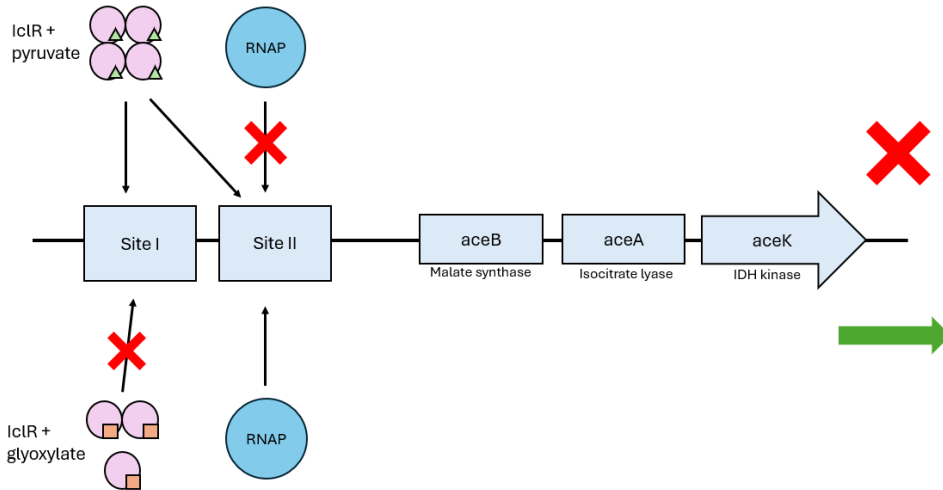 IclR +
pyruvate
RNAP
Site I
Site II
aceB
aceA
aceK
Malate synthase
Isocitrate lyase
IDH kinase
IclR +
glyoxylate
RNAP